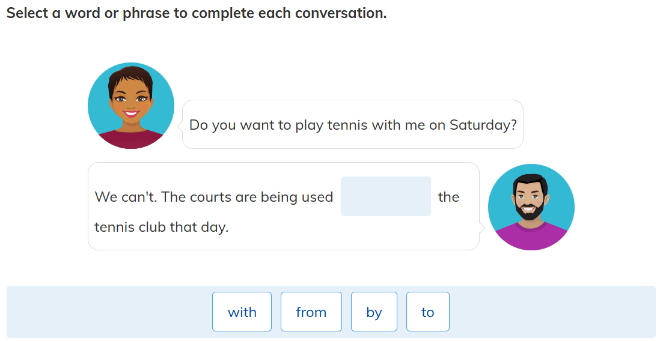 Select a word or phrase to complete each conversation.
Do you want to play tennis with me on Saturday?
We can't. The courts are being used the
tennis club that day.
with from by to